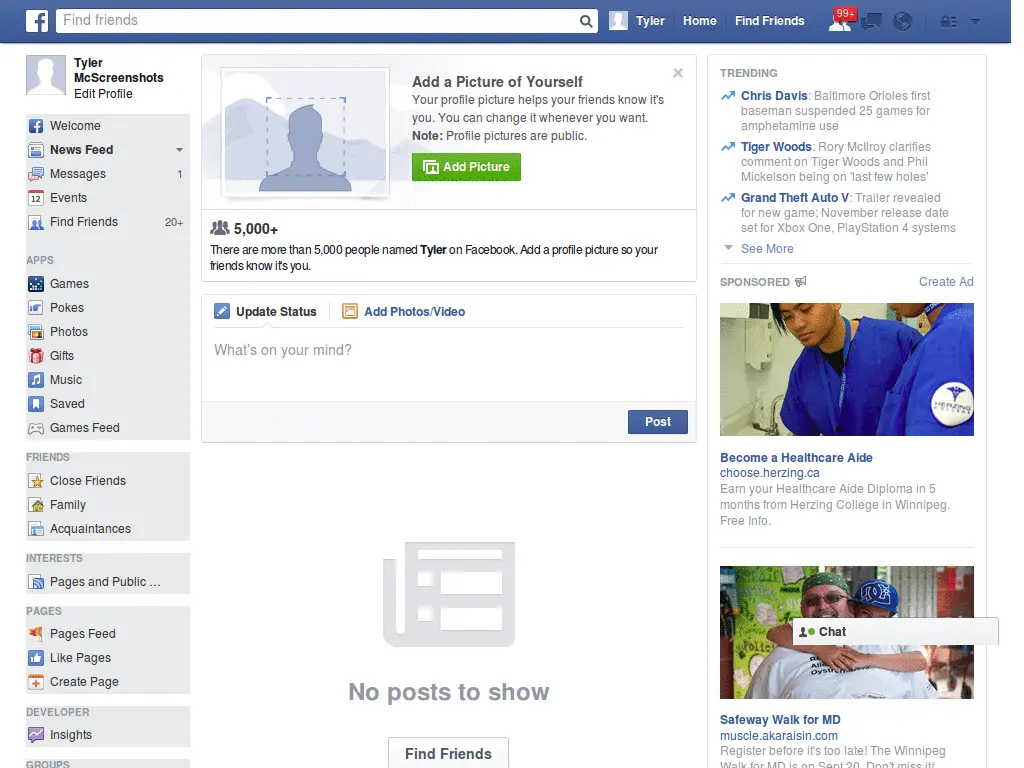 Find friends
Tyler
Home
Find Friends
99+
Tyler
McScreenshots
Edit Profile
Welcome
News Feed
Messages 1
Events
12
Find Friends 20+
APPS
Games
Pokes
Photos
Gifts
Music
Saved
Games Feed
FRIENDS
Close Friends
Family
Acquaintances
INTERESTS
Pages and Public ...
PAGES
Pages Feed
Like Pages
Create Page
DEVELOPER
Insights
GROUPS
Add a Picture of Yourself
Your profile picture helps your friends know it's
you. You can change it whenever you want.
Note: Profile pictures are public.
Add Picture
5,000+
There are more than 5,000 people named Tyler on Facebook. Add a profile picture so your
friends know it's you.
Update Status
Add Photos/Video
What's on your mind?
Post
No posts to show
Find Friends
TRENDING
Chris Davis: Baltimore Orioles first
baseman suspended 25 games for
amphetamine use
Tiger Woods: Rory McIlroy clarifies
comment on Tiger Woods and Phil
Mickelson being on 'last few holes'
Grand Theft Auto V: Trailer revealed
for new game; November release date
set for Xbox One, PlayStation 4 systems
See More
SPONSORED
Create Ad
HERZING
COLLEGE
Become a Healthcare Aide
choose.herzing.ca
Earn your Healthcare Aide Diploma in 5
months from Herzing College in Winnipeg.
Free Info.
Chat
Safeway Walk for MD
muscle.akaraisin.com
Register before it's too late! The Winnipeg
Walk for MD is on Sept 20. Don't miss it!